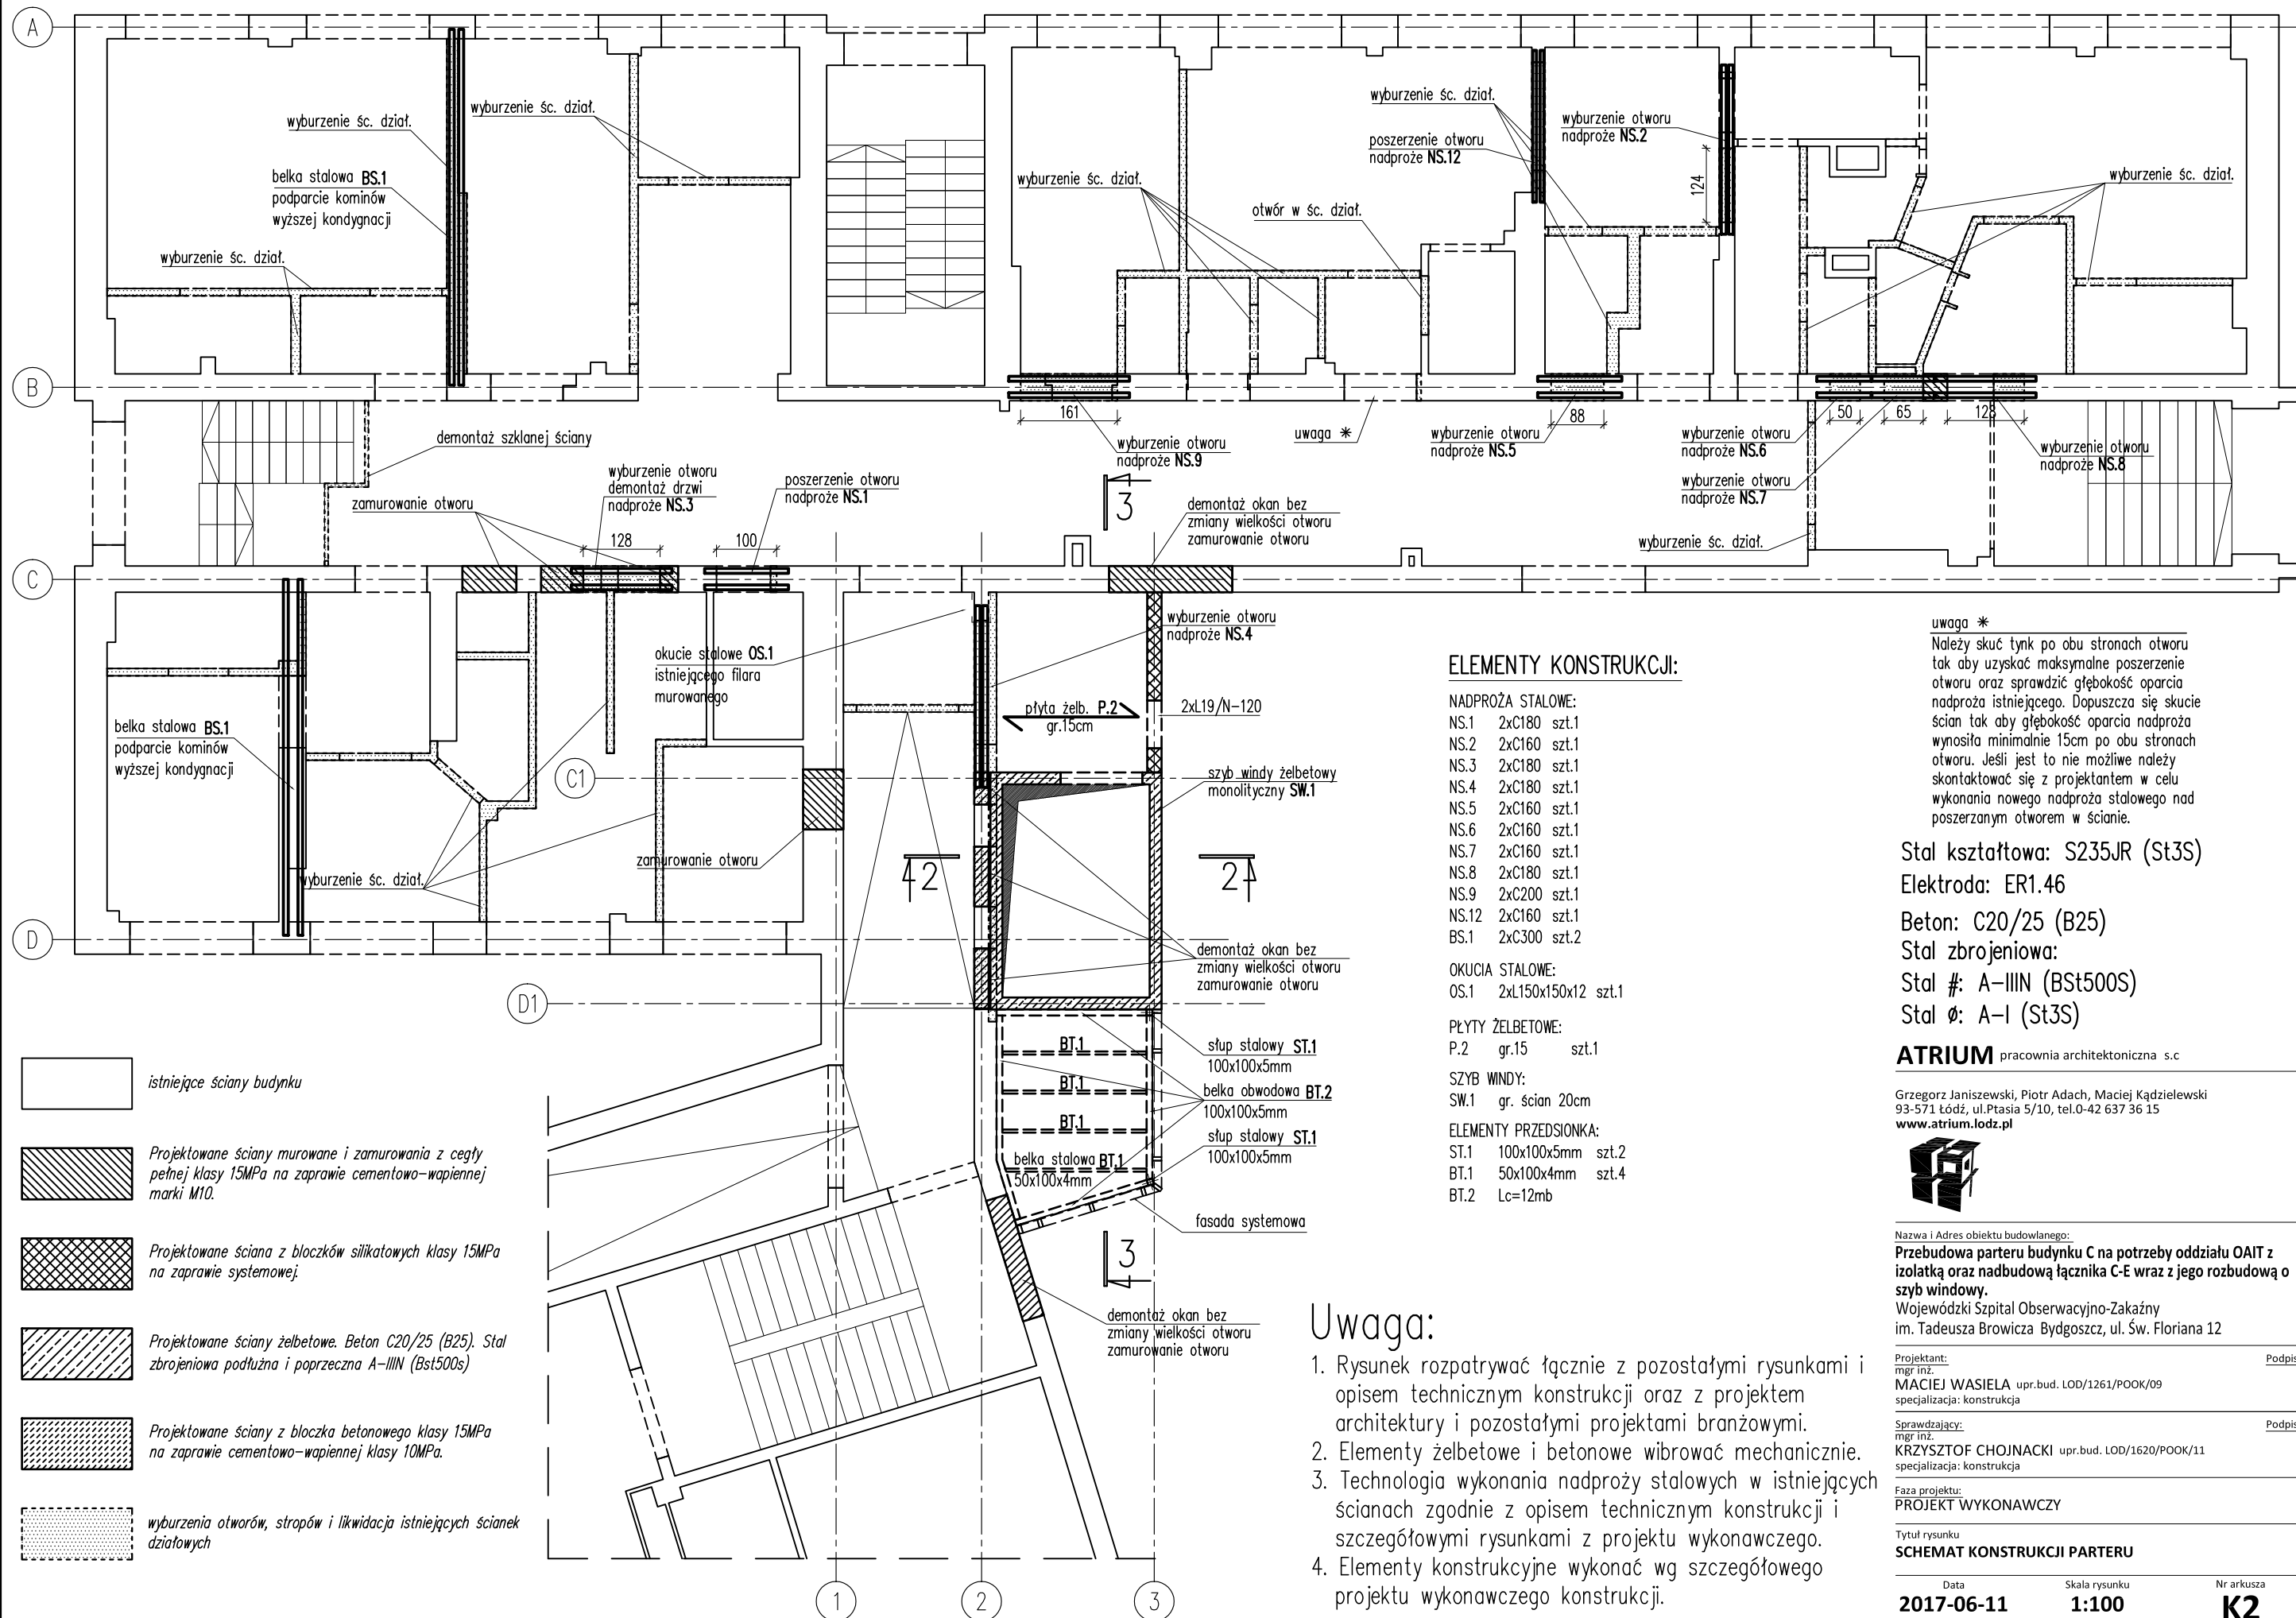 A
B
C
D
C1
D1
1
2
3
wyburzenie śc. dział.
belka stalowa BS.1
podparcie kominów
wyższej kondygnacji
wyburzenie śc. dział.
wyburzenie śc. dział.
wyburzenie śc. dział.
otwór w śc. dział.
wyburzenie śc. dział.
poszerzenie otworu
nadproże NS.12
wyburzenie otworu
nadproże NS.2
124
wyburzenie śc. dział.
demontaż szklanej ściany
zamurowanie otworu
wyburzenie otworu
demontaż drzwi
nadproże NS.3
128
poszerzenie otworu
nadproże NS.1
100
161
wyburzenie otworu
nadproże NS.9
uwaga *
wyburzenie otworu
nadproże NS.5
88
50
65
128
wyburzenie otworu
nadproże NS.6
wyburzenie otworu
nadproże NS.7
wyburzenie otworu
nadproże NS.8
wyburzenie śc. dział.
3
demontaż okan bez
zmiany wielkości otworu
zamurowanie otworu
okucie stalowe OS.1
istniejącego filara
murowanego
wyburzenie otworu
nadproże NS.4
2xL19/N-120
płyta żelb. P.2
gr.15cm
belka stalowa BS.1
podparcie kominów
wyższej kondygnacji
wyburzenie śc. dział.
zamurowanie otworu
szyb windy żelbetowy
monolityczny SW.1
2
2
demontaż okan bez
zmiany wielkości otworu
zamurowanie otworu
BT.1
BT.1
BT.1
belka stalowa BT.1
50x100x4mm
słup stalowy ST.1
100x100x5mm
belka obwodowa BT.2
100x100x5mm
słup stalowy ST.1
100x100x5mm
fasada systemowa
3
demontaż okan bez
zmiany wielkości otworu
zamurowanie otworu
istniejące ściany budynku
Projektowane ściany murowane i zamurowania z cegły
pełnej klasy 15MPa na zaprawie cementowo-wapiennej
marki M10.
Projektowane ściana z bloczków silikatowych klasy 15MPa
na zaprawie systemowej.
Projektowane ściany żelbetowe. Beton C20/25 (B25). Stal
zbrojeniowa podłużna i poprzeczna A-IIIN (Bst500s)
Projektowane ściany z bloczka betonowego klasy 15MPa
na zaprawie cementowo-wapiennej klasy 10MPa.
wyburzenia otworów, stropów i likwidacja istniejących ścianek
działowych
ELEMENTY KONSTRUKCJI:
NADPROŻA STALOWE:
NS.1 2xC180 szt.1
NS.2 2xC160 szt.1
NS.3 2xC180 szt.1
NS.4 2xC180 szt.1
NS.5 2xC160 szt.1
NS.6 2xC160 szt.1
NS.7 2xC160 szt.1
NS.8 2xC180 szt.1
NS.9 2xC200 szt.1
NS.12 2xC160 szt.1
BS.1 2xC300 szt.2
OKUCIA STALOWE:
OS.1 2xL150x150x12 szt.1
PŁYTY ŻELBETOWE:
P.2 gr.15 szt.1
SZYB WINDY:
SW.1 gr. ścian 20cm
ELEMENTY PRZEDSIONKA:
ST.1 100x100x5mm szt.2
BT.1 50x100x4mm szt.4
BT.2 Lc=12mb
Uwaga:
1. Rysunek rozpatrywać łącznie z pozostałymi rysunkami i
opisem technicznym konstrukcji oraz z projektem
architektury i pozostałymi projektami branżowymi.
2. Elementy żelbetowe i betonowe wibrować mechanicznie.
3. Technologia wykonania nadproży stalowych w istniejących
ścianach zgodnie z opisem technicznym konstrukcji i
szczegółowymi rysunkami z projektu wykonawczego.
4. Elementy konstrukcyjne wykonać wg szczegółowego
projektu wykonawczego konstrukcji.
uwaga *
Należy skuć tynk po obu stronach otworu
tak aby uzyskać maksymalne poszerzenie
otworu oraz sprawdzić głębokość oparcia
nadproża istniejącego. Dopuszcza się skucie
ścian tak aby głębokość oparcia nadproża
wynosiła minimalnie 15cm po obu stronach
otworu. Jeśli jest to nie możliwe należy
skontaktować się z projektantem w celu
wykonania nowego nadproża stalowego nad
poszerzanym otworem w ścianie.
Stal kształtowa: S235JR (St3S)
Elektroda: ER1.46
Beton: C20/25 (B25)
Stal zbrojeniowa:
Stal #: A-IIIN (BSt500S)
Stal ø: A-I (St3S)
ATRIUM pracownia architektoniczna s.c
Grzegorz Janiszewski, Piotr Adach, Maciej Kądzielewski
93-571 Łódź, ul.Ptasia 5/10, tel.0-42 637 36 15
www.atrium.lodz.pl
Nazwa i Adres obiektu budowlanego:
Przebudowa parteru budynku C na potrzeby oddziału OAIT z
izolatką oraz nadbudową łącznika C-E wraz z jego rozbudową o
szyb windowy.
Wojewódzki Szpital Obserwacyjno-Zakaźny
im. Tadeusza Browicza Bydgoszcz, ul. Św. Floriana 12
Projektant: Podpis
mgr inż.
MACIEJ WASIELA upr.bud. LOD/1261/POOK/09
specjalizacja: konstrukcja
Sprawdzający: Podpis
mgr inż.
KRZYSZTOF CHOJNACKI upr.bud. LOD/1620/POOK/11
specjalizacja: konstrukcja
Faza projektu:
PROJEKT WYKONAWCZY
Tytuł rysunku
SCHEMAT KONSTRUKCJI PARTERU
Data Skala rysunku Nr arkusza
2017-06-11 1:100 K2